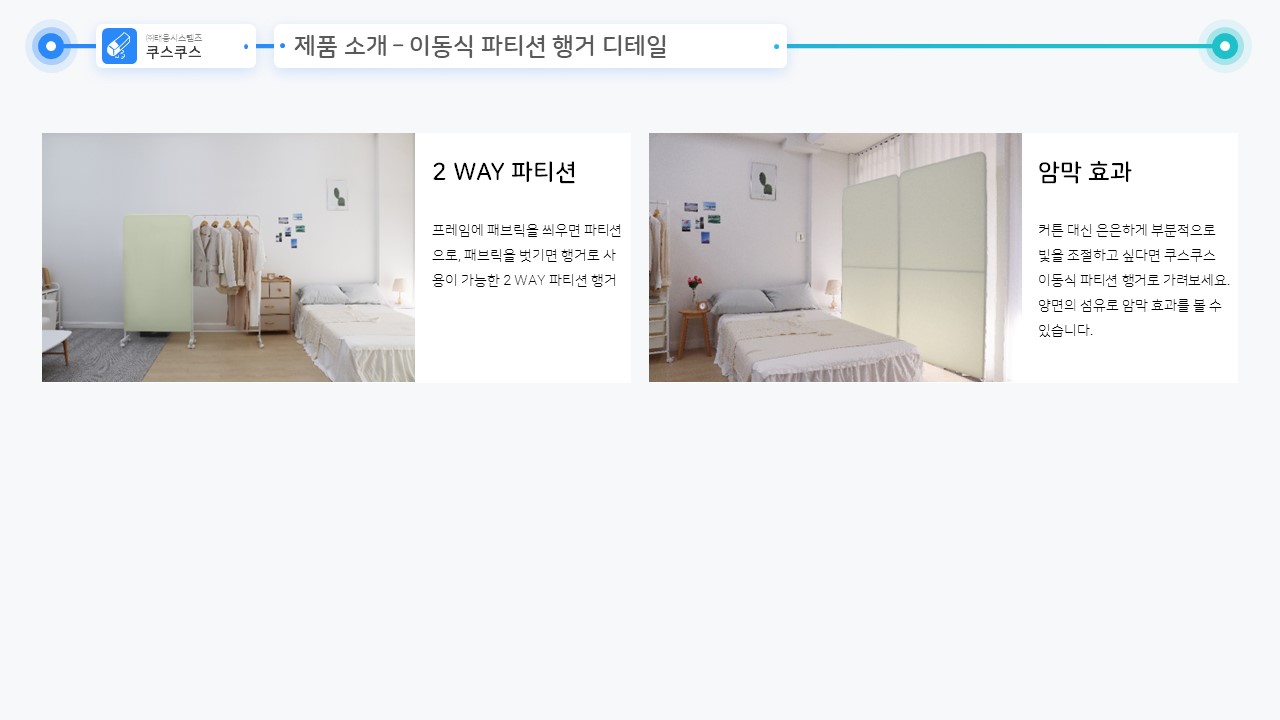 ㈜태웅시스템즈
쿠스쿠스
제품 소개 - 이동식 파티션 행거 디테일
2 WAY 파티션
프레임에 패브릭을 씌우면 파티션
으로, 패브릭을 벗기면 행거로 사
용이 가능한 2 WAY 파티션 행거
암막 효과
커튼 대신 은은하게 부분적으로
빛을 조절하고 싶다면 쿠스쿠스
이동식 파티션 행거로 가려보세요.
양면의 섬유로 암막 효과를 볼 수
있습니다.